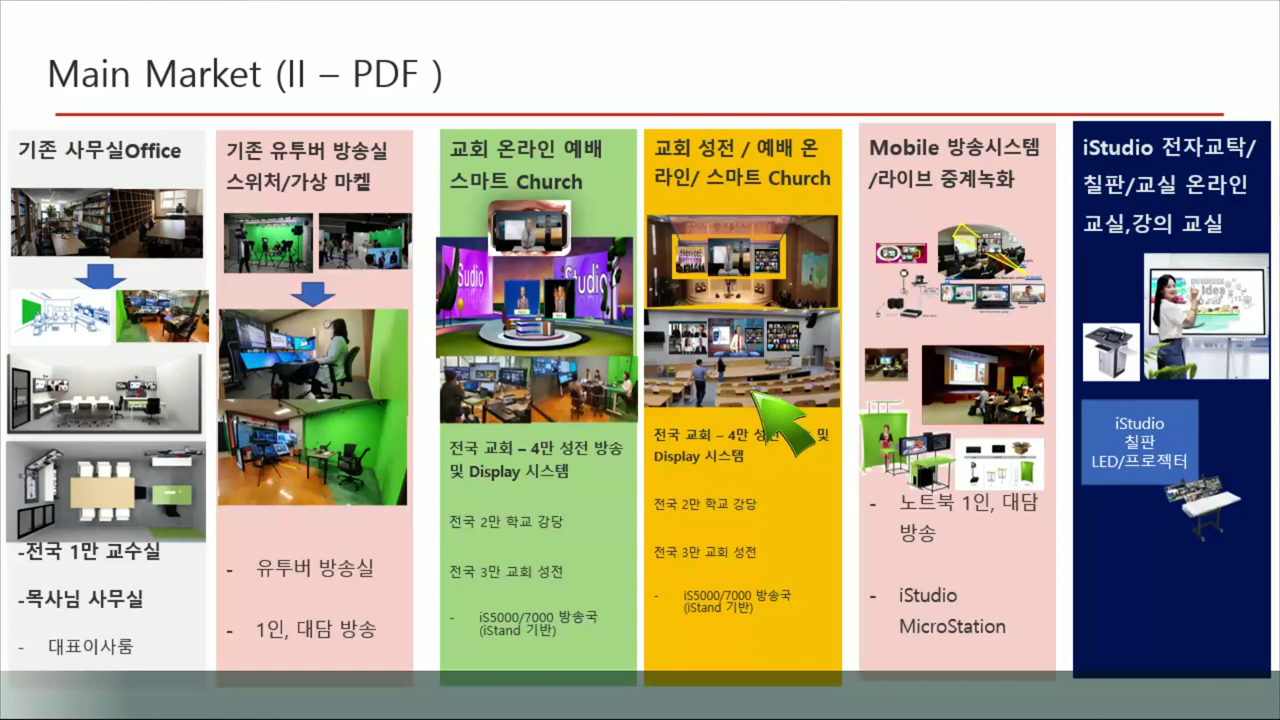 Main Market (II – PDF )
기존 사무실Office
-전국 1만 교수실
-목사님 사무실
- 대표이사룸
기존 유투버 방송실
스위처/가상 마켙
- 유투버 방송실
- 1인, 대담 방송
교회 온라인 예배
스마트 Church
Sudio
Studio
전국 교회 – 4만 성전 방송
및 Display 시스템
전국 2만 학교 강당
전국 3만 교회 성전
- iS5000/7000 방송국
(iStand 기반)
교회 성전 / 예배 온
라인/ 스마트 Church
전국 교회 – 4만 성전 및
Display 시스템
전국 2만 학교 강당
전국 3만 교회 성전
- iS5000/7000 방송국
(iStand 기반)
Mobile 방송시스템
/라이브 중계녹화
- 노트북 1인, 대담
방송
- iStudio
MicroStation
iStudio 전자교탁/
칠판/교실 온라인
교실,강의 교실
idea
iStudio
칠판
LED/프로젝터